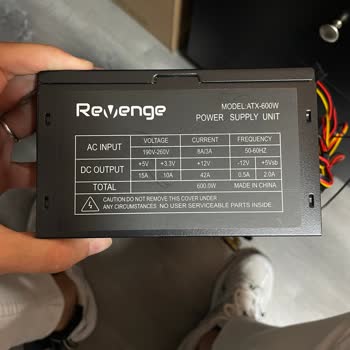 Revenge
MODEL:ATX-600W
POWER SUPPLY UNIT
AC INPUT VOLTAGE CURRENT FREQUENCY
190V-260V 8A/3A 50-60HZ
DC OUTPUT +5V +3.3V +12V -12V +5Vsb
15A 10A 42A 0.5A 2.0A
TOTAL 600.0W MADE IN CHINA
CAUTION DO NOT REMOVE THIS COVER UNDER
ANY CIRCUMSTANCES NO USER SERVICEABLE PARTS INSIDE.